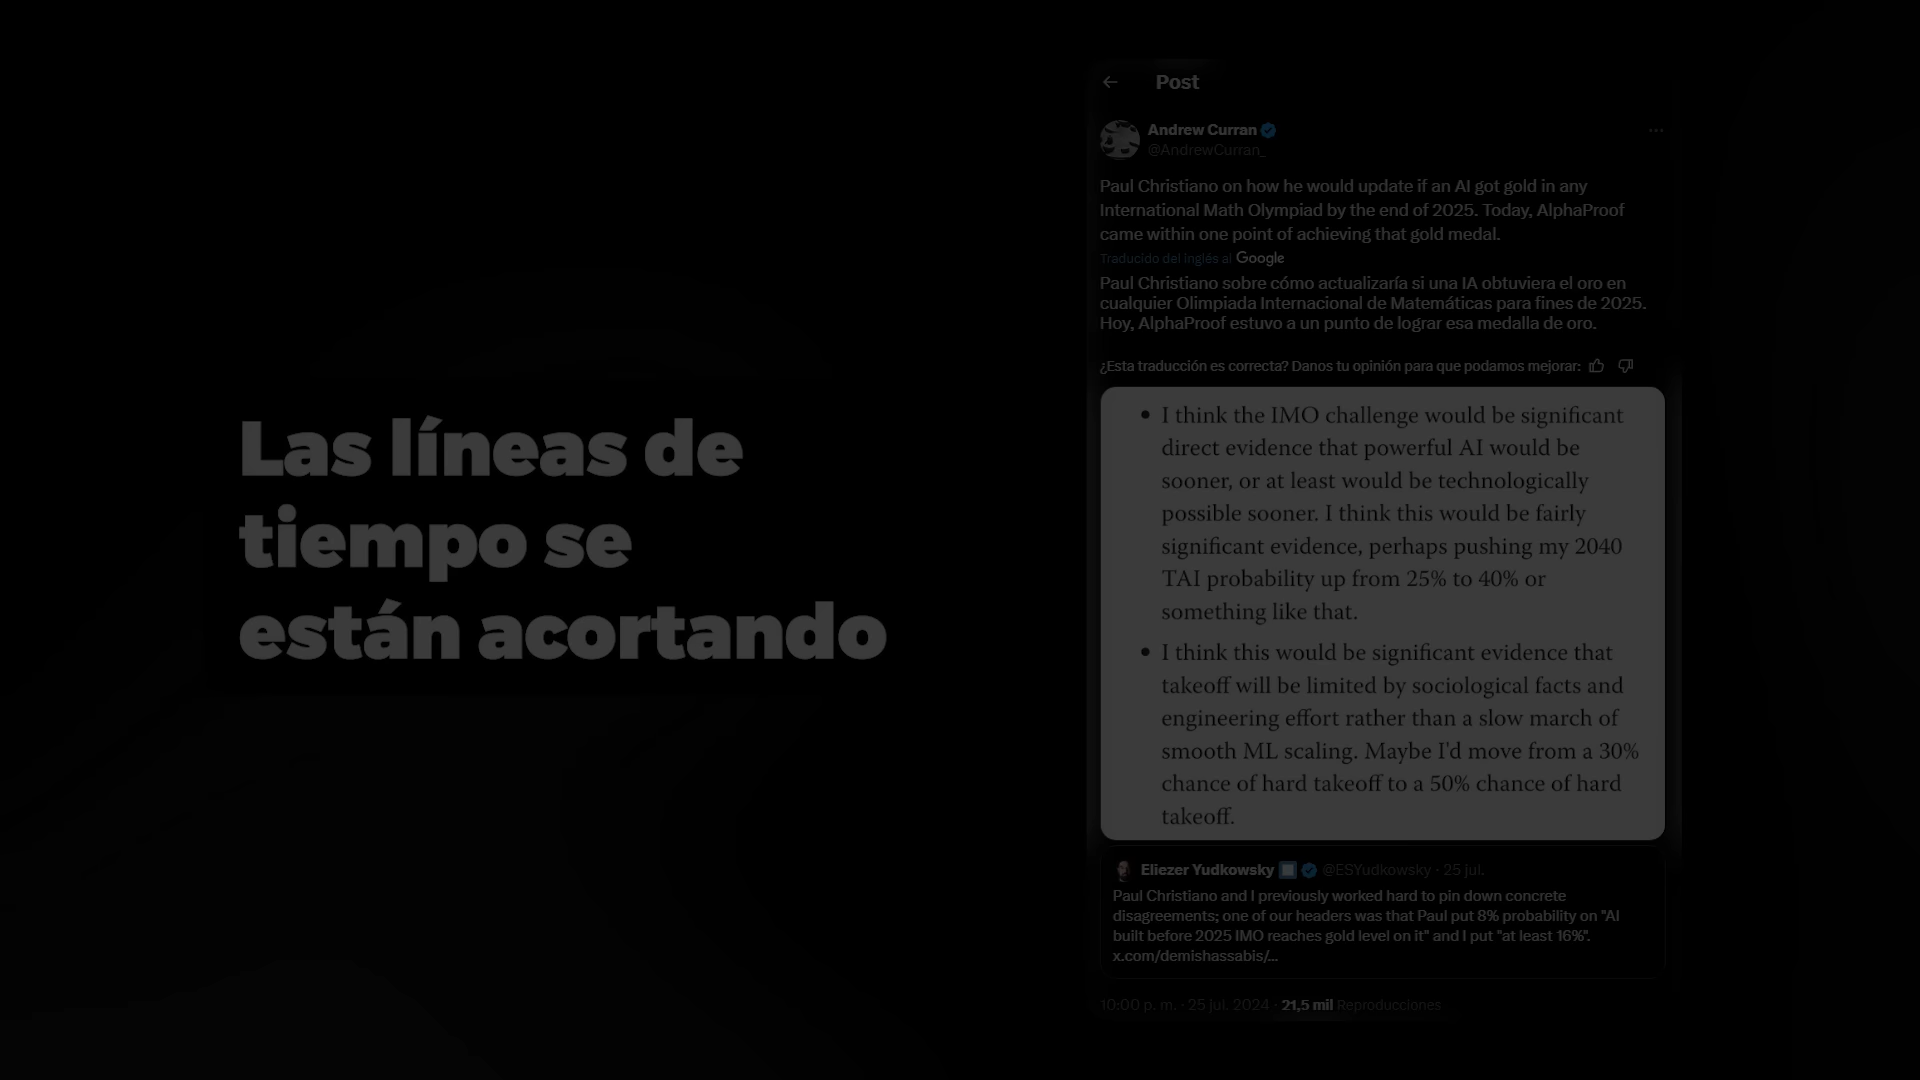 Las líneas de
tiempo se
están acortando
Post
Andrew Curran
@AndrewCurran_
Paul Christiano on how he would update if an AI got gold in any
International Math Olympiad by the end of 2025. Today, AlphaProof
came within one point of achieving that gold medal.
Traducido del inglés al Google
Paul Christiano sobre cómo actualizaría si una IA obtuviera el oro en
cualquier Olimpiada Internacional de Matemáticas para fines de 2025.
Hoy, AlphaProof estuvo a un punto de lograr esa medalla de oro.
¿Esta traducción es correcta? Danos tu opinión para que podamos mejorar:
• I think the IMO challenge would be significant
direct evidence that powerful AI would be
sooner, or at least would be technologically
possible sooner. I think this would be fairly
significant evidence, perhaps pushing my 2040
TAI probability up from 25% to 40% or
something like that.
• I think this would be significant evidence that
takeoff will be limited by sociological facts and
engineering effort rather than a slow march of
smooth ML scaling. Maybe I'd move from a 30%
chance of hard takeoff to a 50% chance of hard
takeoff.
Eliezer Yudkowsky @ESYudkowsky · 25 jul.
Paul Christiano and I previously worked hard to pin down concrete
disagreements; one of our headers was that Paul put 8% probability on "AI
built before 2025 IMO reaches gold level on it" and I put "at least 16%".
x.com/demishassabis/...
10:00 p. m. · 25 jul. 2024 · 21,5 mil Reproducciones